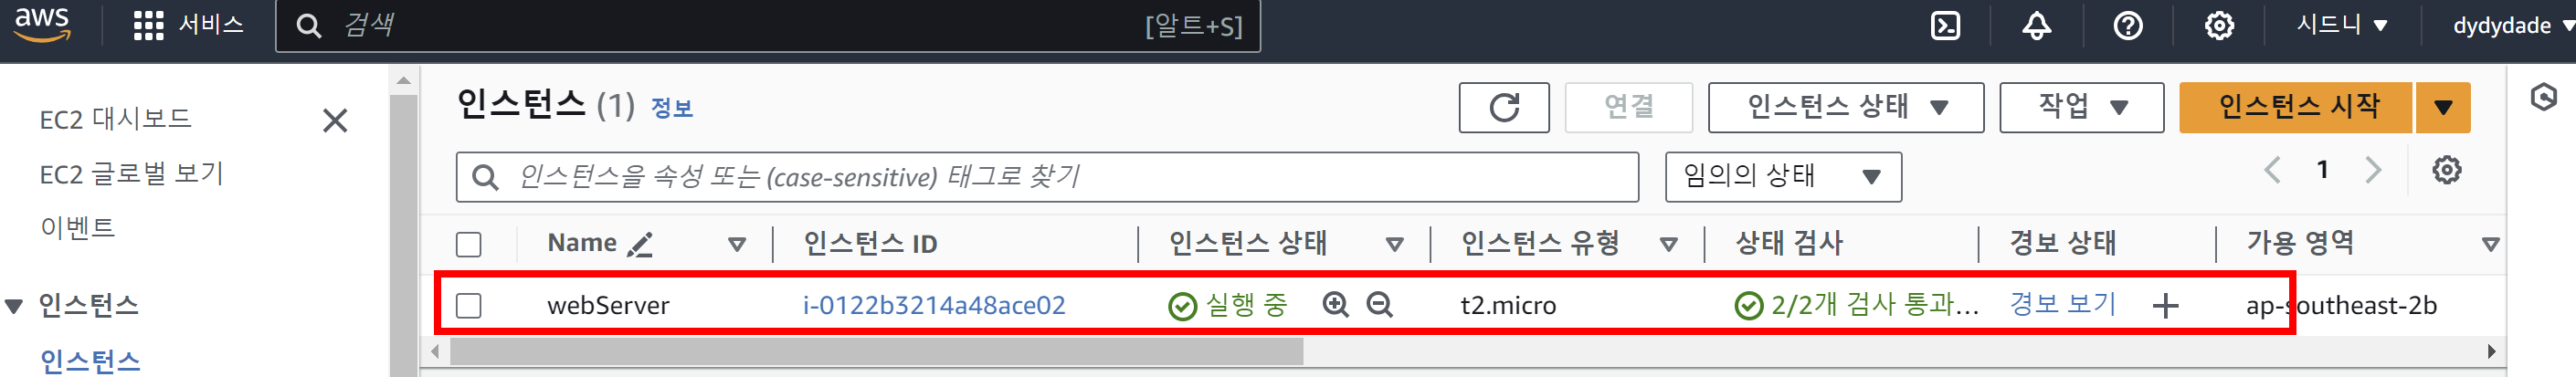 aws 서비스 검색 [알트+S] 시드니 dydydade
EC2 대시보드
EC2 글로벌 보기
이벤트
인스턴스
인스턴스
인스턴스 (1) 정보 연결 인스턴스 상태 작업 인스턴스 시작
인스턴스을 속성 또는 (case-sensitive) 태그로 찾기 임의의 상태 1
Name 인스턴스 ID 인스턴스 상태 인스턴스 유형 상태 검사 경보 상태 가용 영역
webServer i-0122b3214a48ace02 실행 중 t2.micro 2/2개 검사 통과... 경보 보기 ap-southeast-2b